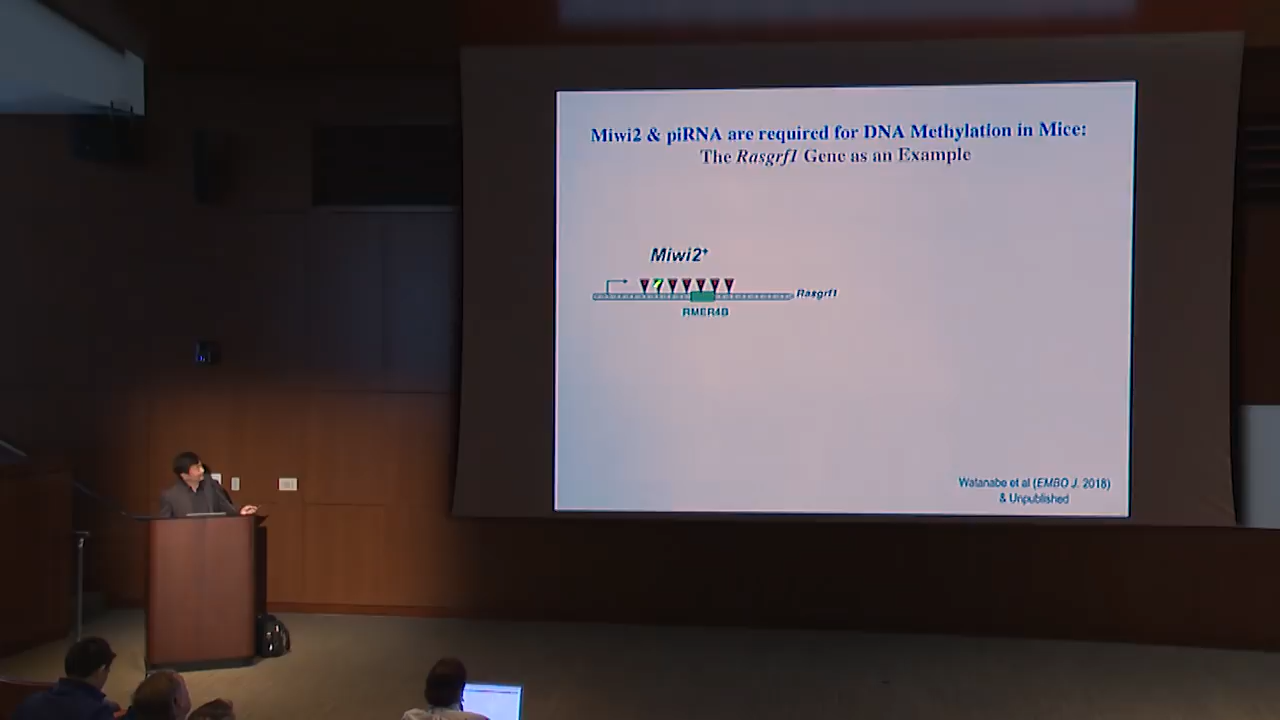 Miwi2 & piRNA are required for DNA Methylation in Mice:
The Rasgrf1 Gene as an Example
Miwi2⁺
Rasgrf1
RMER4B
Watanabe et al (EMBO J. 2018)
& Unpublished